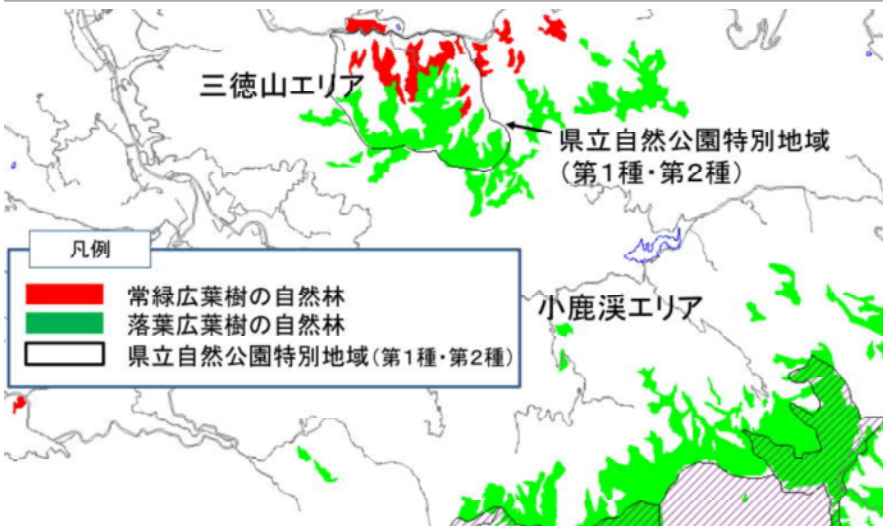 三徳山エリア
県立自然公園特別地域
(第1種・第2種)
凡例
常緑広葉樹の自然林
落葉広葉樹の自然林
県立自然公園特別地域(第1種・第2種)
小鹿渓エリア